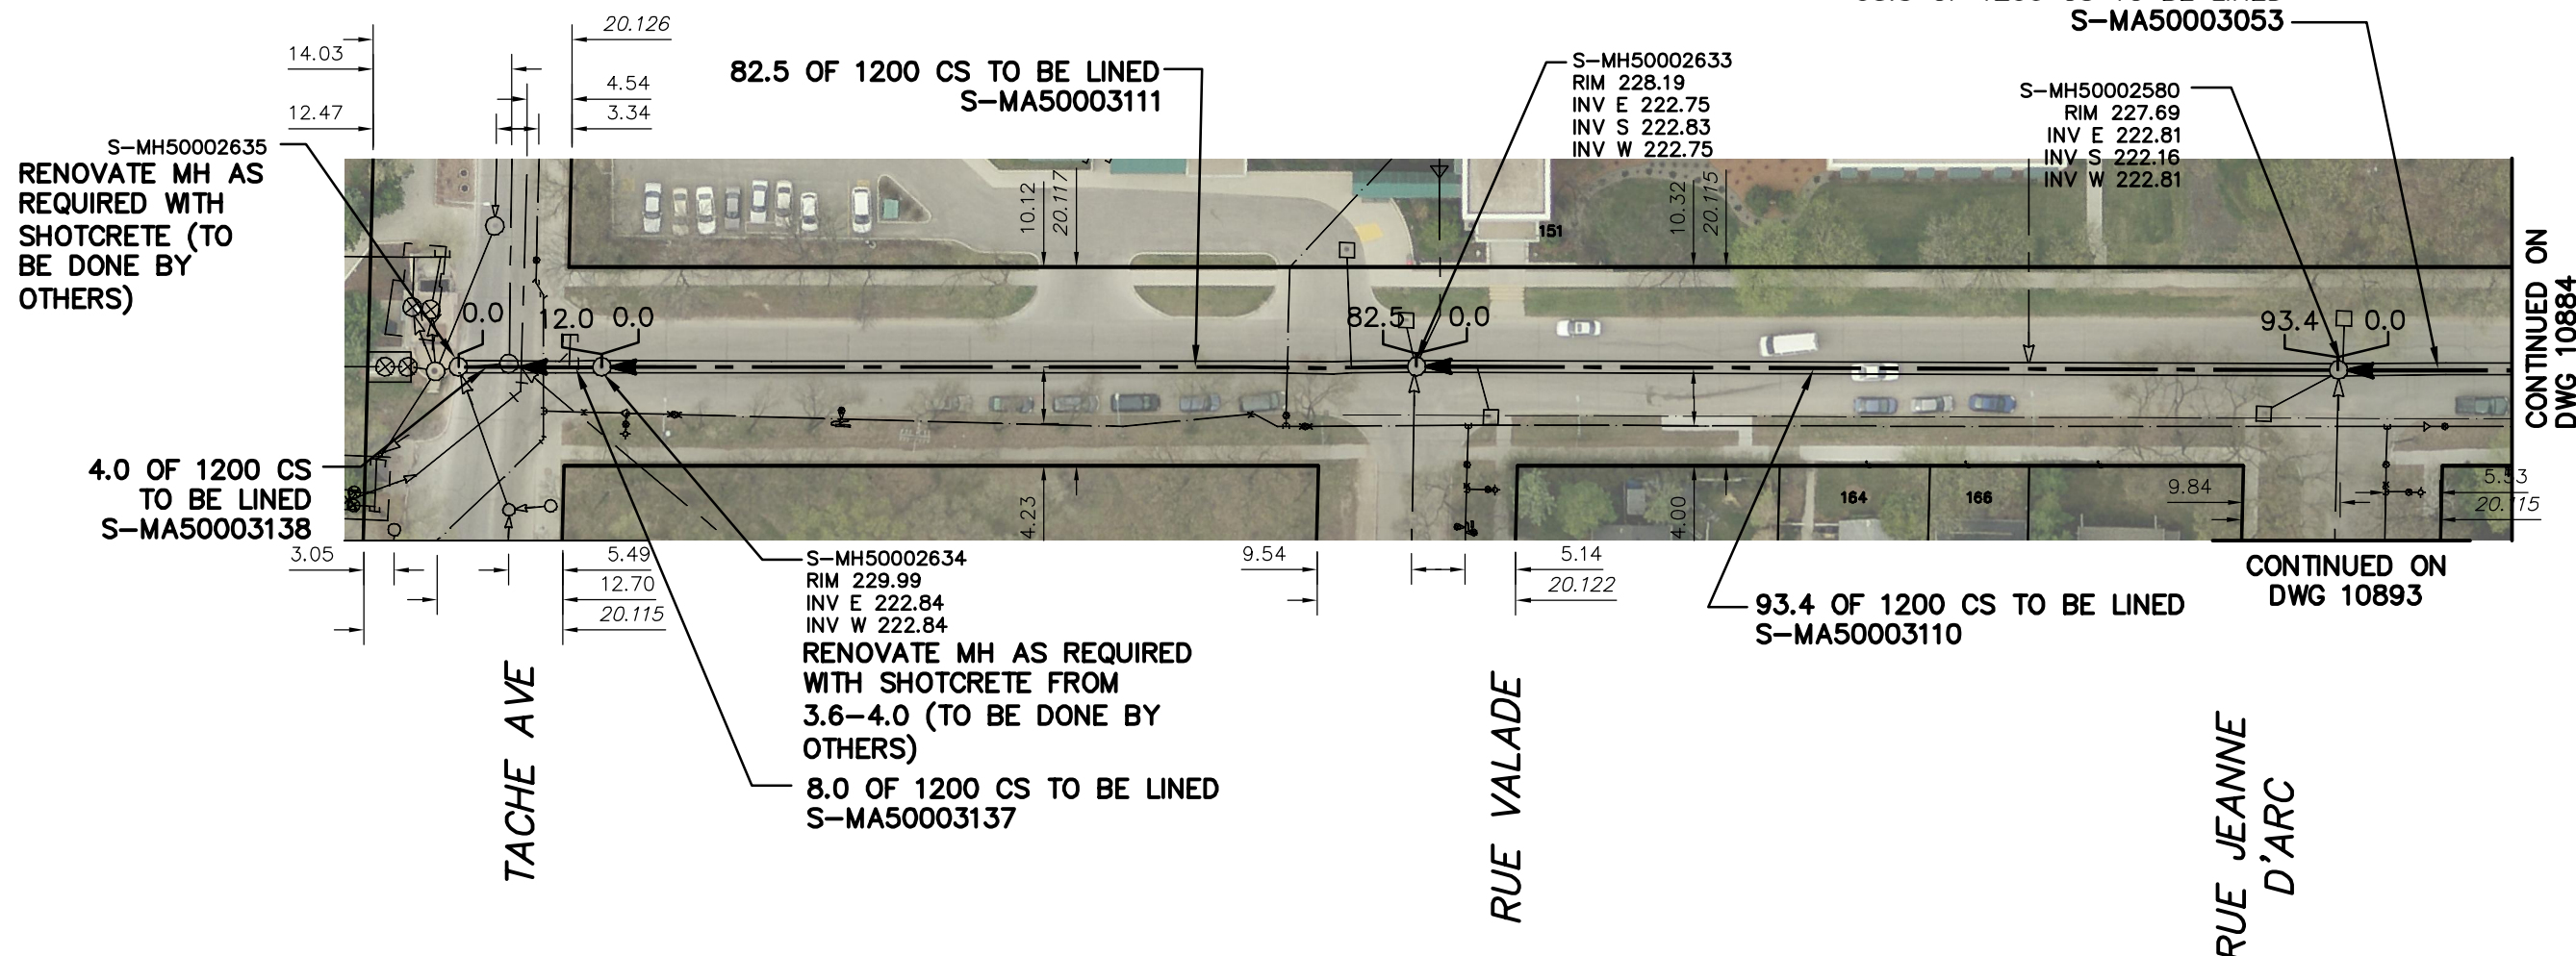 S-MA50003053
20.126
14.03
4.54
12.47
3.34
82.5 OF 1200 CS TO BE LINED
S-MA50003111
S-MH50002633
RIM 228.19
INV E 222.75
INV S 222.83
INV W 222.75
S-MH50002580
RIM 227.69
INV E 222.81
INV S 222.16
INV W 222.81
S-MH50002635
RENOVATE MH AS
REQUIRED WITH
SHOTCRETE (TO
BE DONE BY
OTHERS)
10.12
20.117
151
10.32
20.115
0.0
12.0
0.0
82.5
0.0
93.4
0.0
CONTINUED ON
DWG 10884
4.0 OF 1200 CS
TO BE LINED
S-MA50003138
4.23
4.00
164
166
9.84
5.53
20.115
3.05
5.49
12.70
20.115
S-MH50002634
RIM 229.99
INV E 222.84
INV W 222.84
RENOVATE MH AS REQUIRED
WITH SHOTCRETE FROM
3.6-4.0 (TO BE DONE BY
OTHERS)
8.0 OF 1200 CS TO BE LINED
S-MA50003137
9.54
5.14
20.122
93.4 OF 1200 CS TO BE LINED
S-MA50003110
CONTINUED ON
DWG 10893
TACHE AVE
RUE VALADE
RUE JEANNE
D'ARC